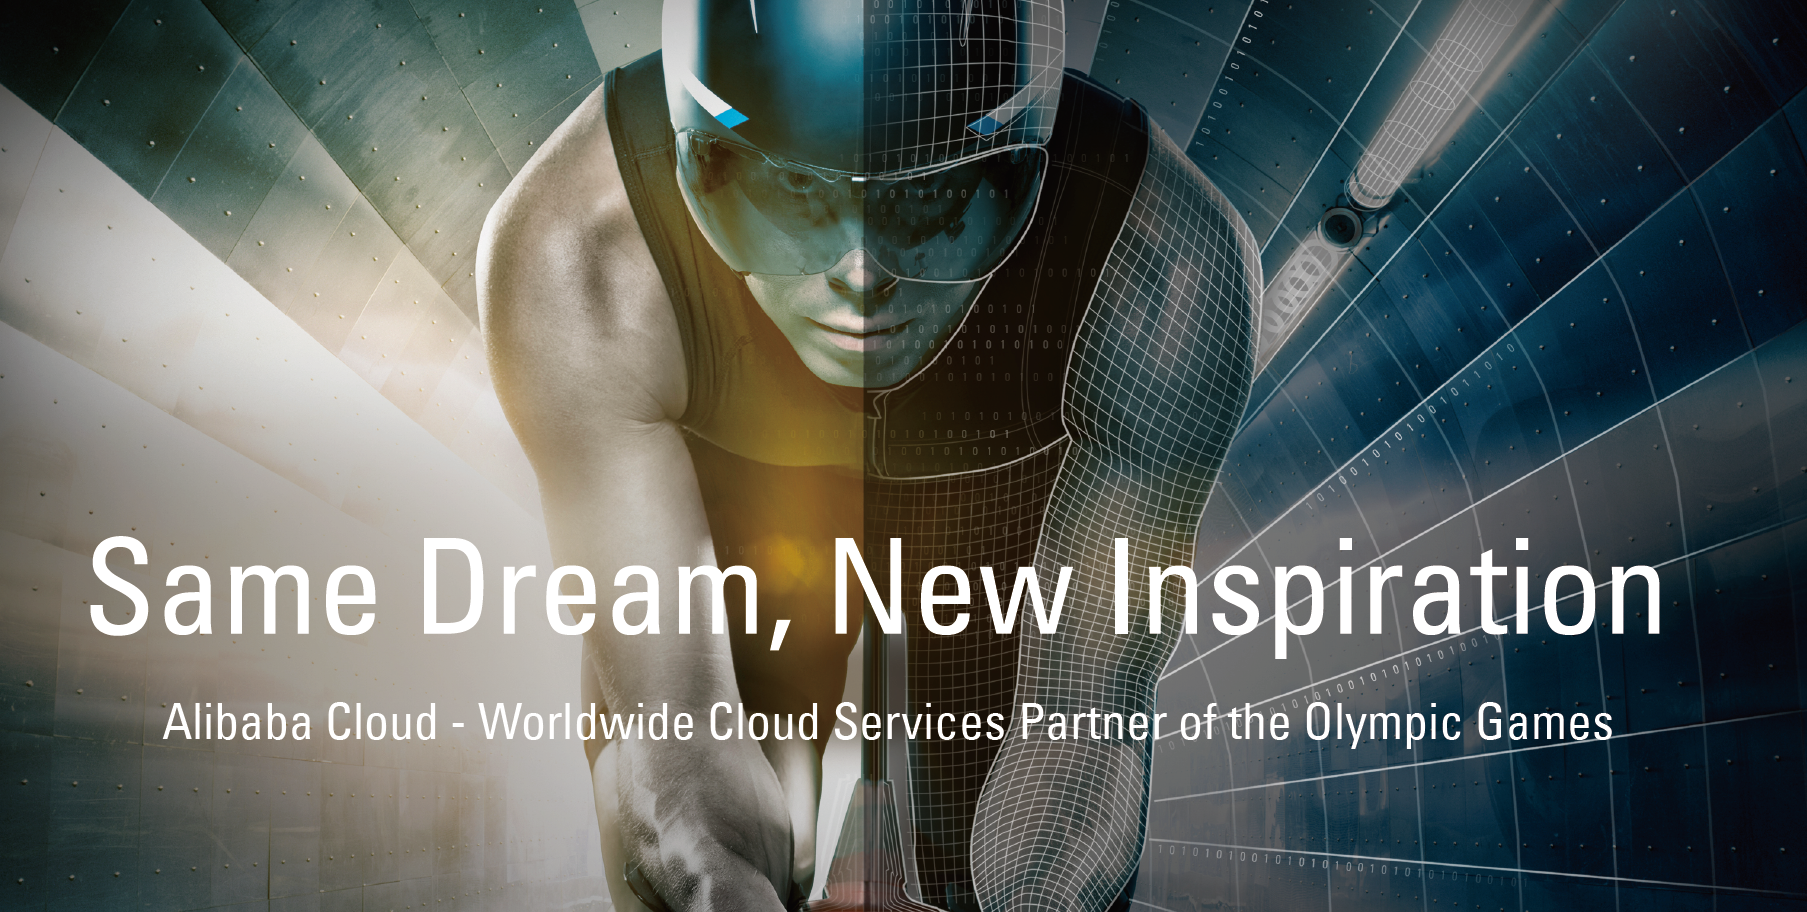 Same Dream, New Inspiration
Alibaba Cloud - Worldwide Cloud Services Partner of the Olympic Games